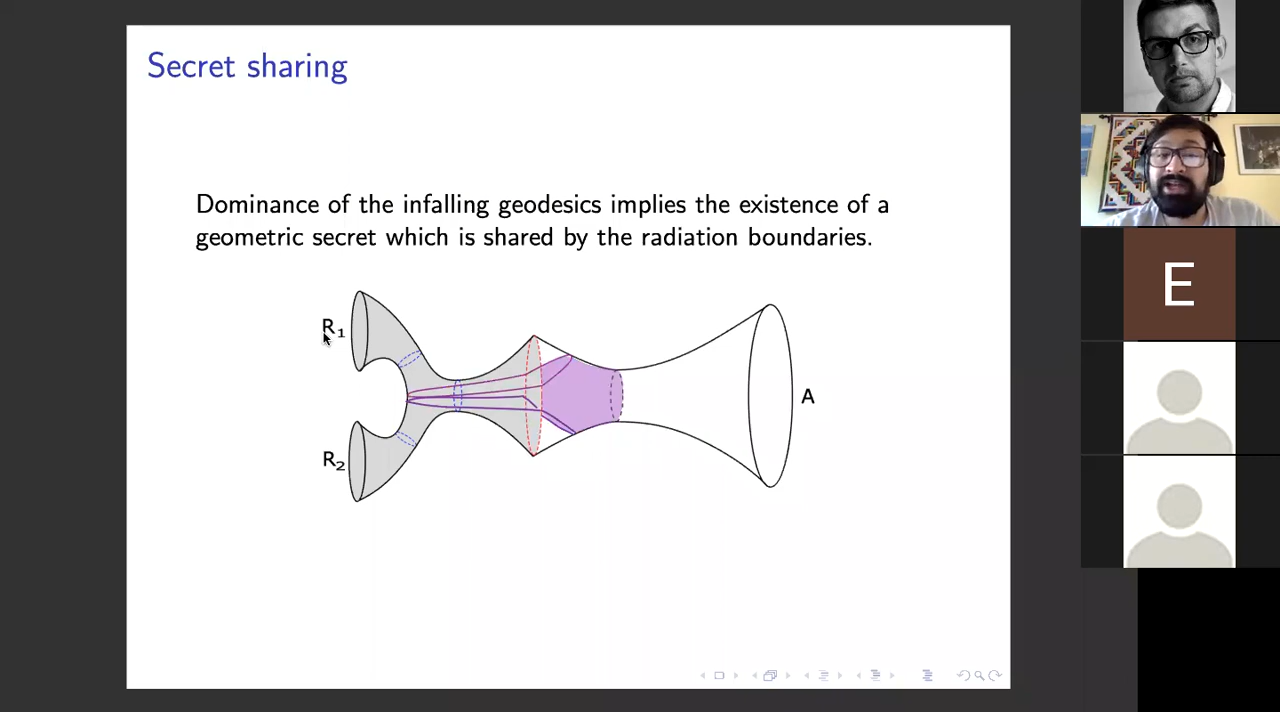 Secret sharing
Dominance of the infalling geodesics implies the existence of a
geometric secret which is shared by the radiation boundaries.
R₁
A
R₂
E